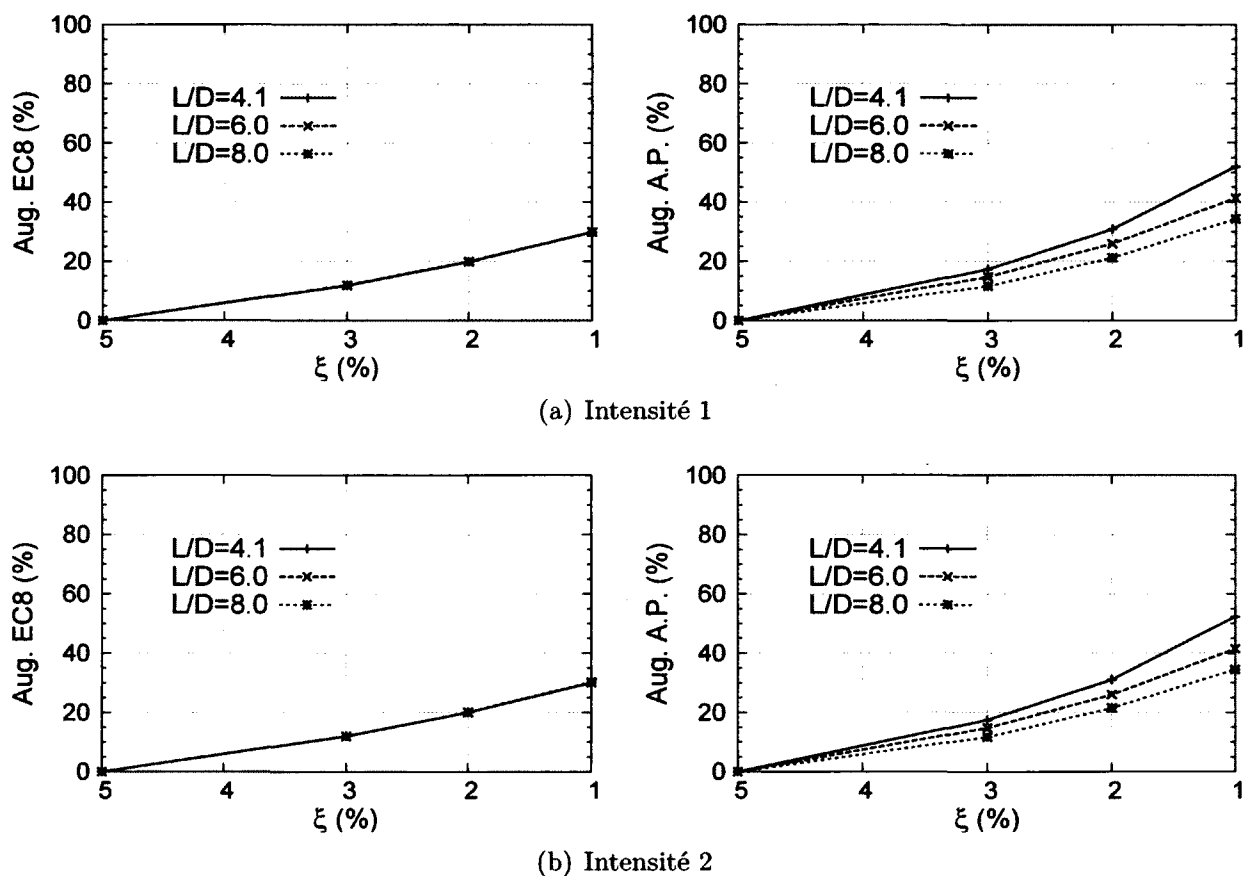 Aug. EC8 (%)
100
80
60
40
20
0
L/D=4.1
L/D=6.0
L/D=8.0
5 4 3 2 1
ξ (%)
Aug. A.P. (%)
100
80
60
40
20
0
L/D=4.1
L/D=6.0
L/D=8.0
5 4 3 2 1
ξ (%)
(a) Intensité 1
Aug. EC8 (%)
100
80
60
40
20
0
L/D=4.1
L/D=6.0
L/D=8.0
5 4 3 2 1
ξ (%)
Aug. A.P. (%)
100
80
60
40
20
0
L/D=4.1
L/D=6.0
L/D=8.0
5 4 3 2 1
ξ (%)
(b) Intensité 2